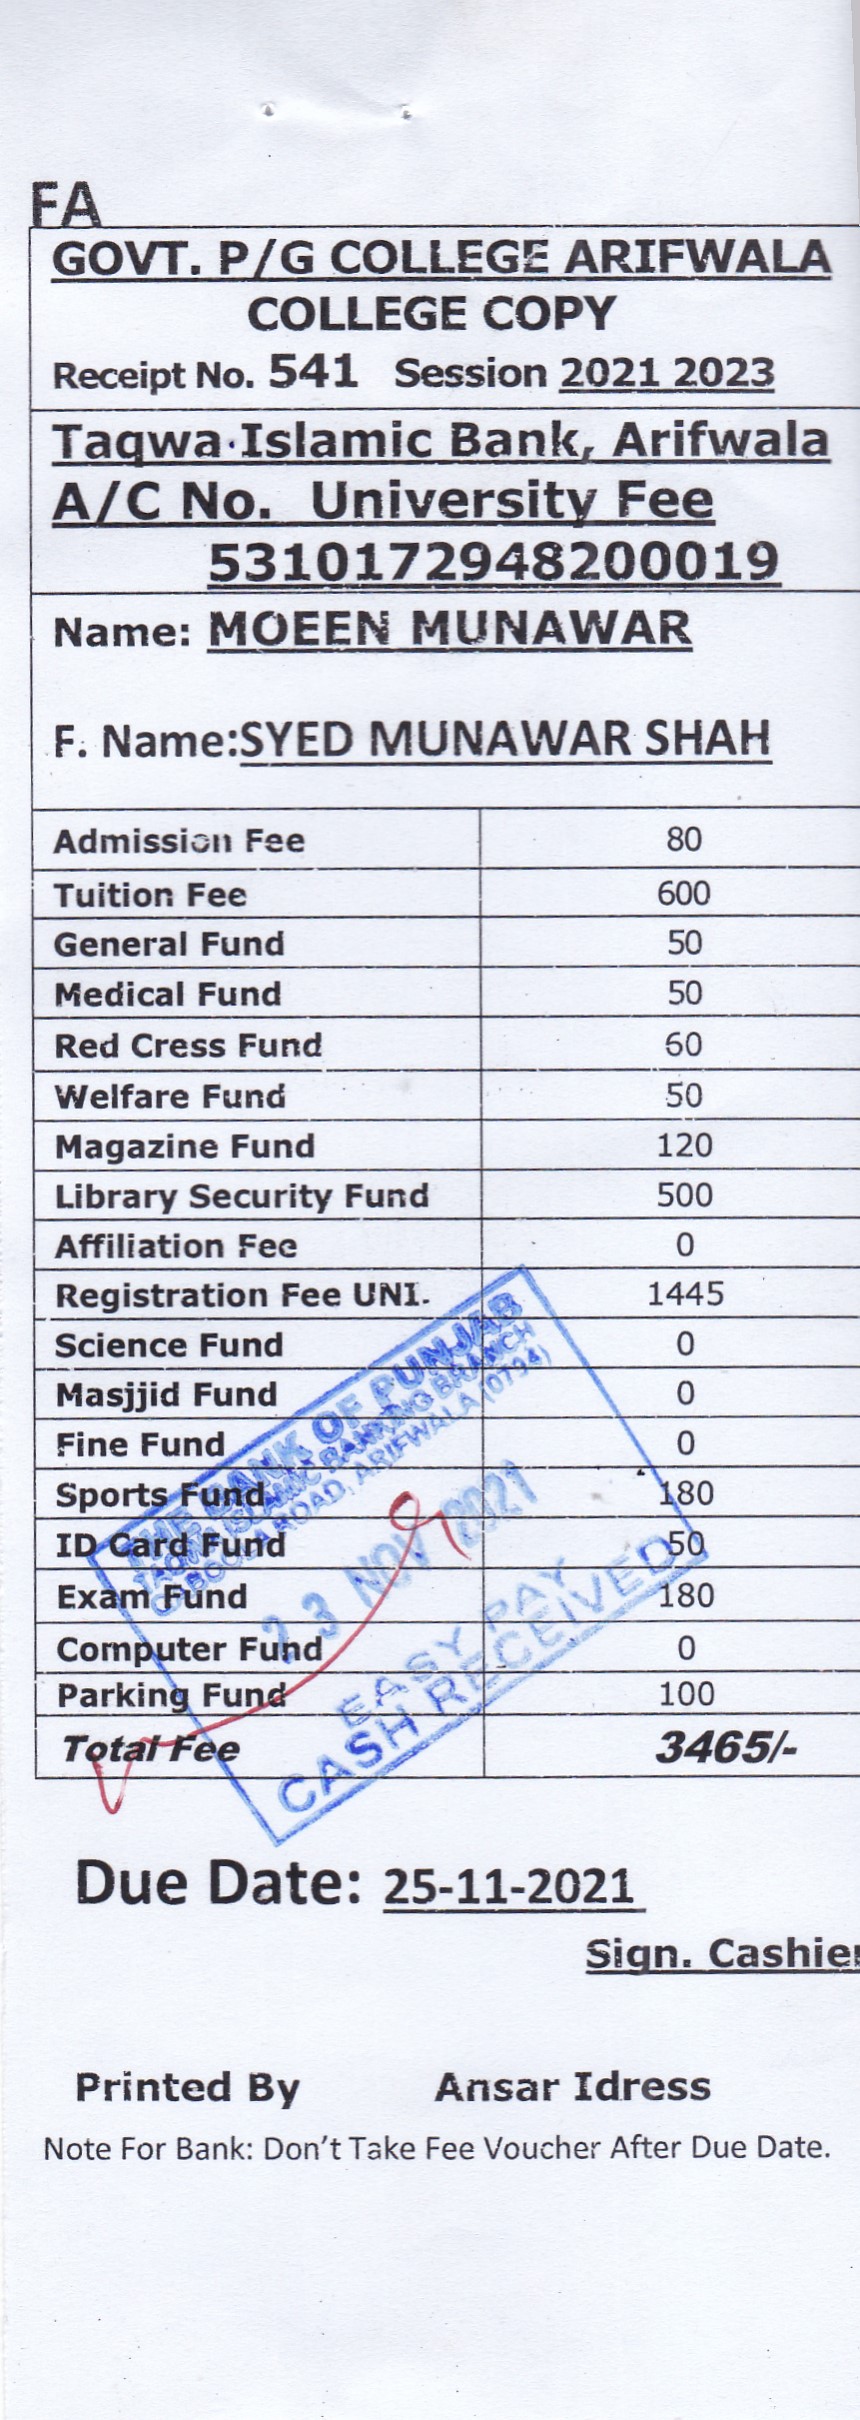 FA
GOVT. P/G COLLEGE ARIFWALA
COLLEGE COPY
Receipt No. 541 Session 2021 2023
Taqwa Islamic Bank, Arifwala
A/C No. University Fee
5310172948200019
Name: MOEEN MUNAWAR
F. Name:SYED MUNAWAR SHAH
Admission Fee 80
Tuition Fee 600
General Fund 50
Medical Fund 50
Red Cress Fund 60
Welfare Fund 50
Magazine Fund 120
Library Security Fund 500
Affiliation Fee 0
Registration Fee UNI. 1445
Science Fund 0
Masjjid Fund 0
Fine Fund 0
Sports Fund 180
ID Card Fund 50
Exam Fund 180
Computer Fund 0
Parking Fund 100
Total Fee 3465/-
THE BANK OF PUNJAB
TAQWA ISLAMIC BANKING BRANCH
ROAD, ARIFWALA (0794)
23 NOV 2021
EASY PAY
CASH RECEIVED
Due Date: 25-11-2021
Sign. Cashier
Printed By Ansar Idress
Note For Bank: Don't Take Fee Voucher After Due Date.